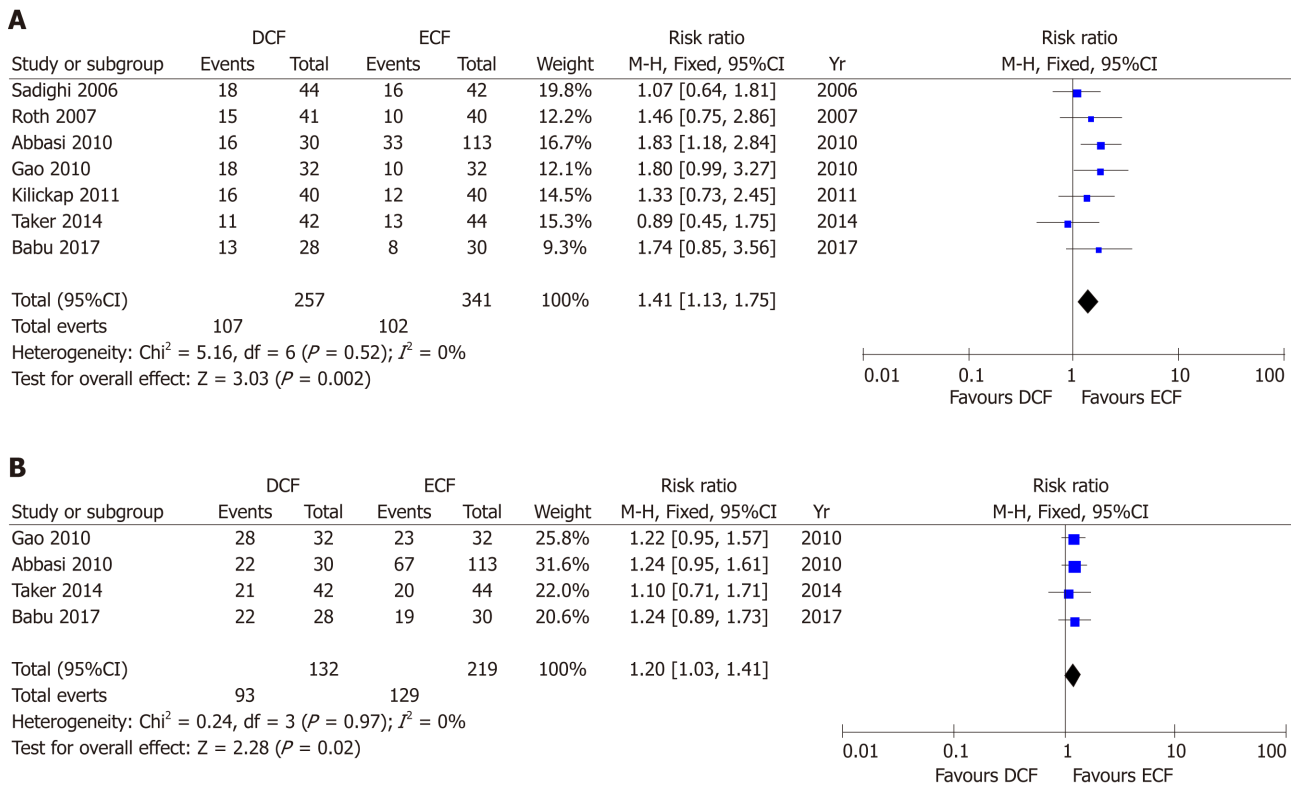 A
DCF ECF Risk ratio Risk ratio
Study or subgroup Events Total Events Total Weight M-H, Fixed, 95%CI Yr M-H, Fixed, 95%CI
Sadighi 2006 18 44 16 42 19.8% 1.07 [0.64, 1.81] 2006
Roth 2007 15 41 10 40 12.2% 1.46 [0.75, 2.86] 2007
Abbasi 2010 16 30 33 113 16.7% 1.83 [1.18, 2.84] 2010
Gao 2010 18 32 10 32 12.1% 1.80 [0.99, 3.27] 2010
Kilickap 2011 16 40 12 40 14.5% 1.33 [0.73, 2.45] 2011
Taker 2014 11 42 13 44 15.3% 0.89 [0.45, 1.75] 2014
Babu 2017 13 28 8 30 9.3% 1.74 [0.85, 3.56] 2017
Total (95%CI) 257 341 100% 1.41 [1.13, 1.75]
Total everts 107 102
Heterogeneity: Chi² = 5.16, df = 6 (P = 0.52); I² = 0%
Test for overall effect: Z = 3.03 (P = 0.002)
0.01 0.1 1 10 100
Favours DCF Favours ECF
B
DCF ECF Risk ratio Risk ratio
Study or subgroup Events Total Events Total Weight M-H, Fixed, 95%CI Yr M-H, Fixed, 95%CI
Gao 2010 28 32 23 32 25.8% 1.22 [0.95, 1.57] 2010
Abbasi 2010 22 30 67 113 31.6% 1.24 [0.95, 1.61] 2010
Taker 2014 21 42 20 44 22.0% 1.10 [0.71, 1.71] 2014
Babu 2017 22 28 19 30 20.6% 1.24 [0.89, 1.73] 2017
Total (95%CI) 132 219 100% 1.20 [1.03, 1.41]
Total everts 93 129
Heterogeneity: Chi² = 0.24, df = 3 (P = 0.97); I² = 0%
Test for overall effect: Z = 2.28 (P = 0.02)
0.01 0.1 1 10 100
Favours DCF Favours ECF